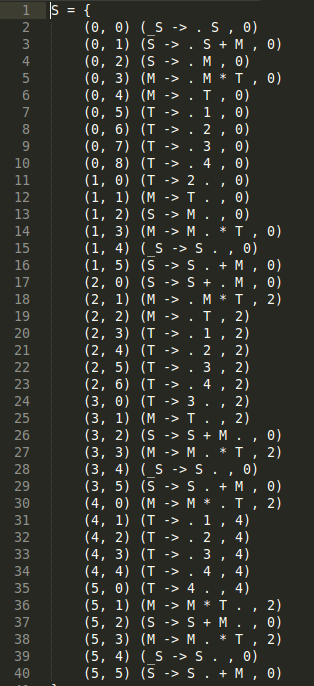 1 S = {
2 (0, 0) (_S -> . S , 0)
3 (0, 1) (S -> . S + M , 0)
4 (0, 2) (S -> . M , 0)
5 (0, 3) (M -> . M * T , 0)
6 (0, 4) (M -> . T , 0)
7 (0, 5) (T -> . 1 , 0)
8 (0, 6) (T -> . 2 , 0)
9 (0, 7) (T -> . 3 , 0)
10 (0, 8) (T -> . 4 , 0)
11 (1, 0) (T -> 2 . , 0)
12 (1, 1) (M -> T . , 0)
13 (1, 2) (S -> M . , 0)
14 (1, 3) (M -> M . * T , 0)
15 (1, 4) (_S -> S . , 0)
16 (1, 5) (S -> S . + M , 0)
17 (2, 0) (S -> S + . M , 0)
18 (2, 1) (M -> . M * T , 2)
19 (2, 2) (M -> . T , 2)
20 (2, 3) (T -> . 1 , 2)
21 (2, 4) (T -> . 2 , 2)
22 (2, 5) (T -> . 3 , 2)
23 (2, 6) (T -> . 4 , 2)
24 (3, 0) (T -> 3 . , 2)
25 (3, 1) (M -> T . , 2)
26 (3, 2) (S -> S + M . , 0)
27 (3, 3) (M -> M . * T , 2)
28 (3, 4) (_S -> S . , 0)
29 (3, 5) (S -> S . + M , 0)
30 (4, 0) (M -> M * . T , 2)
31 (4, 1) (T -> . 1 , 4)
32 (4, 2) (T -> . 2 , 4)
33 (4, 3) (T -> . 3 , 4)
34 (4, 4) (T -> . 4 , 4)
35 (5, 0) (T -> 4 . , 4)
36 (5, 1) (M -> M * T . , 2)
37 (5, 2) (S -> S + M . , 0)
38 (5, 3) (M -> M . * T , 2)
39 (5, 4) (_S -> S . , 0)
40 (5, 5) (S -> S . + M , 0)